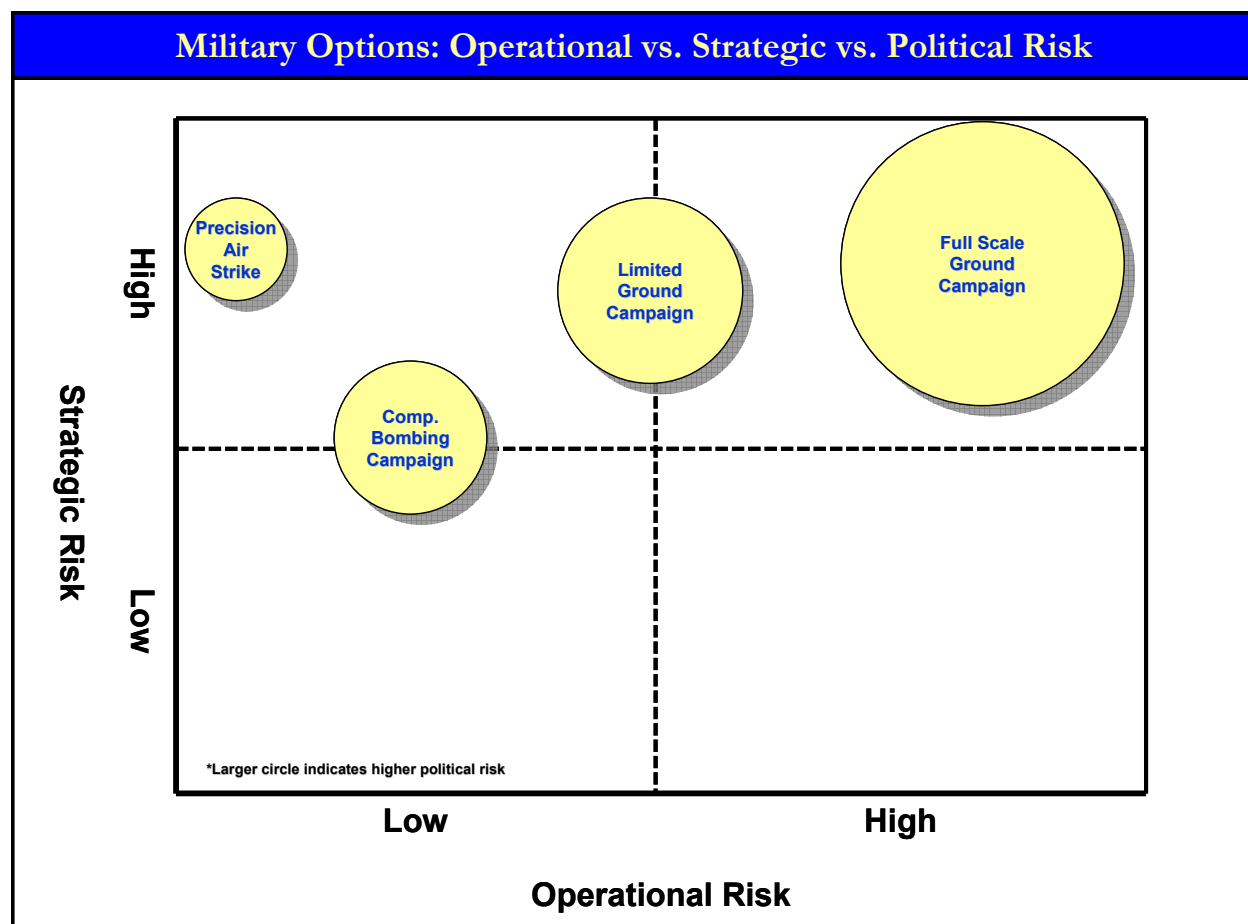 Military Options: Operational vs. Strategic vs. Political Risk
Precision
Air
Strike
Limited
Ground
Campaign
Full Scale
Ground
Campaign
Comp.
Bombing
Campaign
High
Strategic Risk
Low
*Larger circle indicates higher political risk
Low
High
Operational Risk